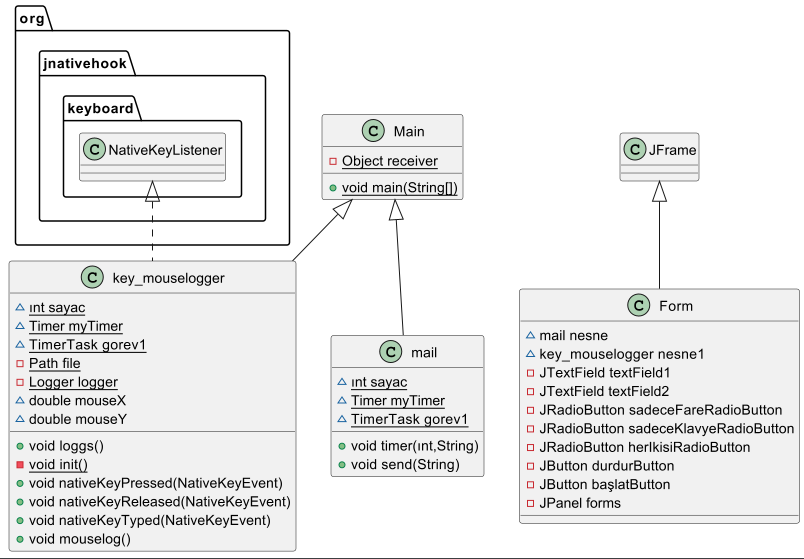 org
jnativehook
keyboard
C NativeKeyListener
C Main
Object receiver
void main(String[])
C JFrame
C key_mouselogger
ınt sayac
Timer myTimer
TimerTask gorev1
Path file
Logger logger
double mouseX
double mouseY
void loggs()
void init()
void nativeKeyPressed(NativeKeyEvent)
void nativeKeyReleased(NativeKeyEvent)
void nativeKeyTyped(NativeKeyEvent)
void mouselog()
C mail
ınt sayac
Timer myTimer
TimerTask gorev1
void timer(ınt,String)
void send(String)
C Form
mail nesne
key_mouselogger nesne1
JTextField textField1
JTextField textField2
JRadioButton sadeceFareRadioButton
JRadioButton sadeceKlavyeRadioButton
JRadioButton herIkisiRadioButton
JButton durdurButton
JButton başlatButton
JPanel forms